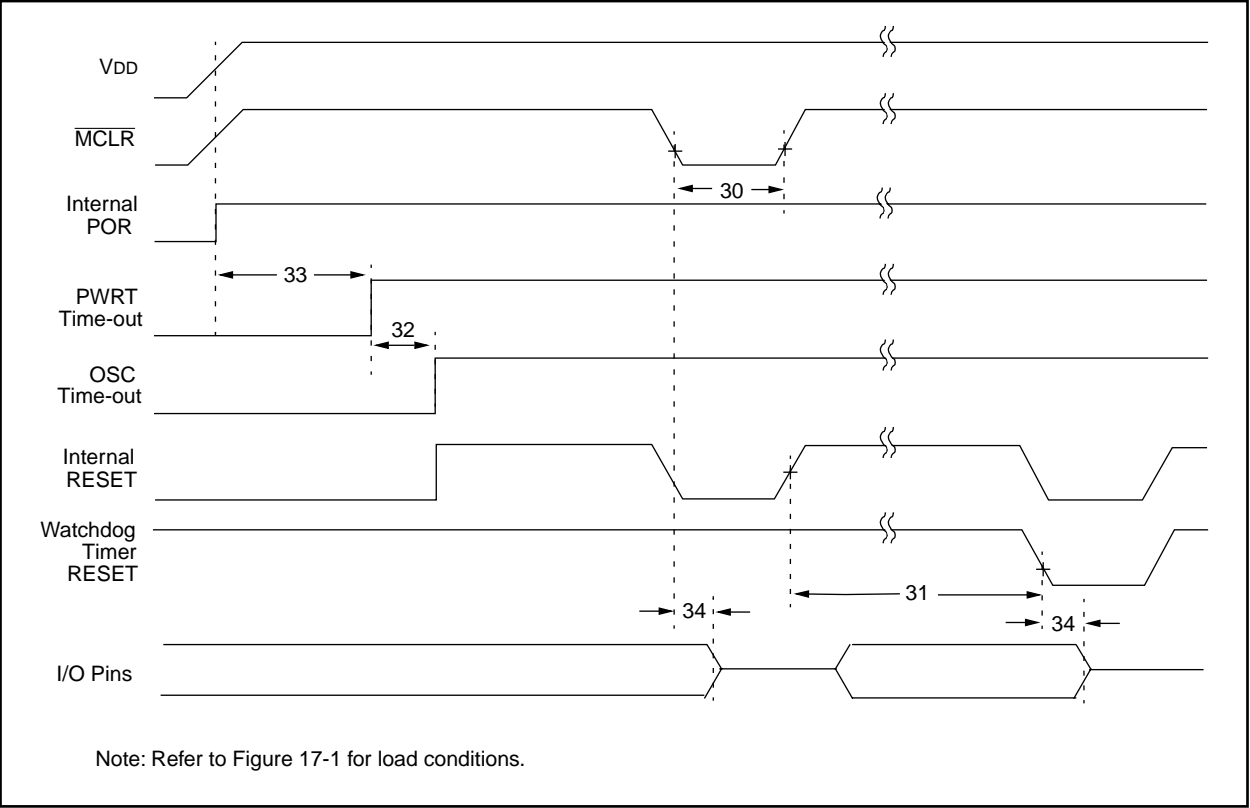 VDD
MCLR
30
Internal
POR
33
PWRT
Time-out
32
OSC
Time-out
Internal
RESET
Watchdog
Timer
RESET
31
34
34
I/O Pins
Note: Refer to Figure 17-1 for load conditions.